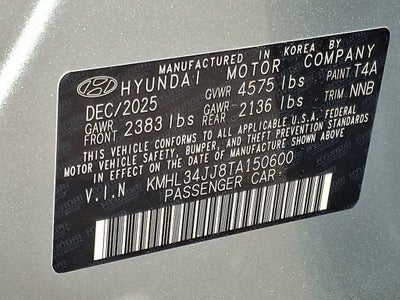 MANUFACTURED IN KOREA BY
HYUNDAI MOTOR COMPANY
DEC/2025 GVWR 4575 lbs PAINT T4A
GAWR FRONT 2383 lbs GAWR REAR 2136 lbs TRIM NNB
THIS VEHICLE CONFORMS TO ALL APPLICABLE U.S.A. FEDERAL
MOTOR VEHICLE SAFETY, BUMPER, AND THEFT PREVENTION STANDARDS
IN EFFECT ON THE DATE OF MANUFACTURE SHOWN ABOVE.
V.I.N KMHL34JJ8TA150600
PASSENGER CAR